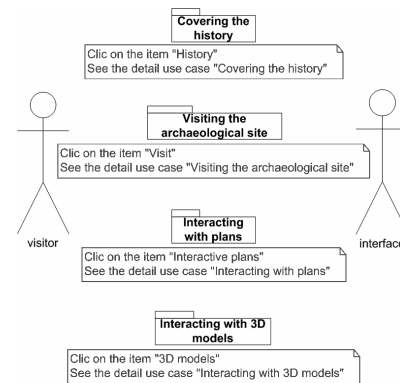 Covering the
history
Clic on the item "History"
See the detail use case "Covering the history"
Visiting the
archaeological site
Clic on the item "Visit"
See the detail use case "Visiting the archaeological site"
visitor
interface
Interacting
with plans
Clic on the item "Interactive plans"
See the detail use case "Interacting with plans"
Interacting with 3D
models
Clic on the item "3D models"
See the detail use case "Interacting with 3D models"